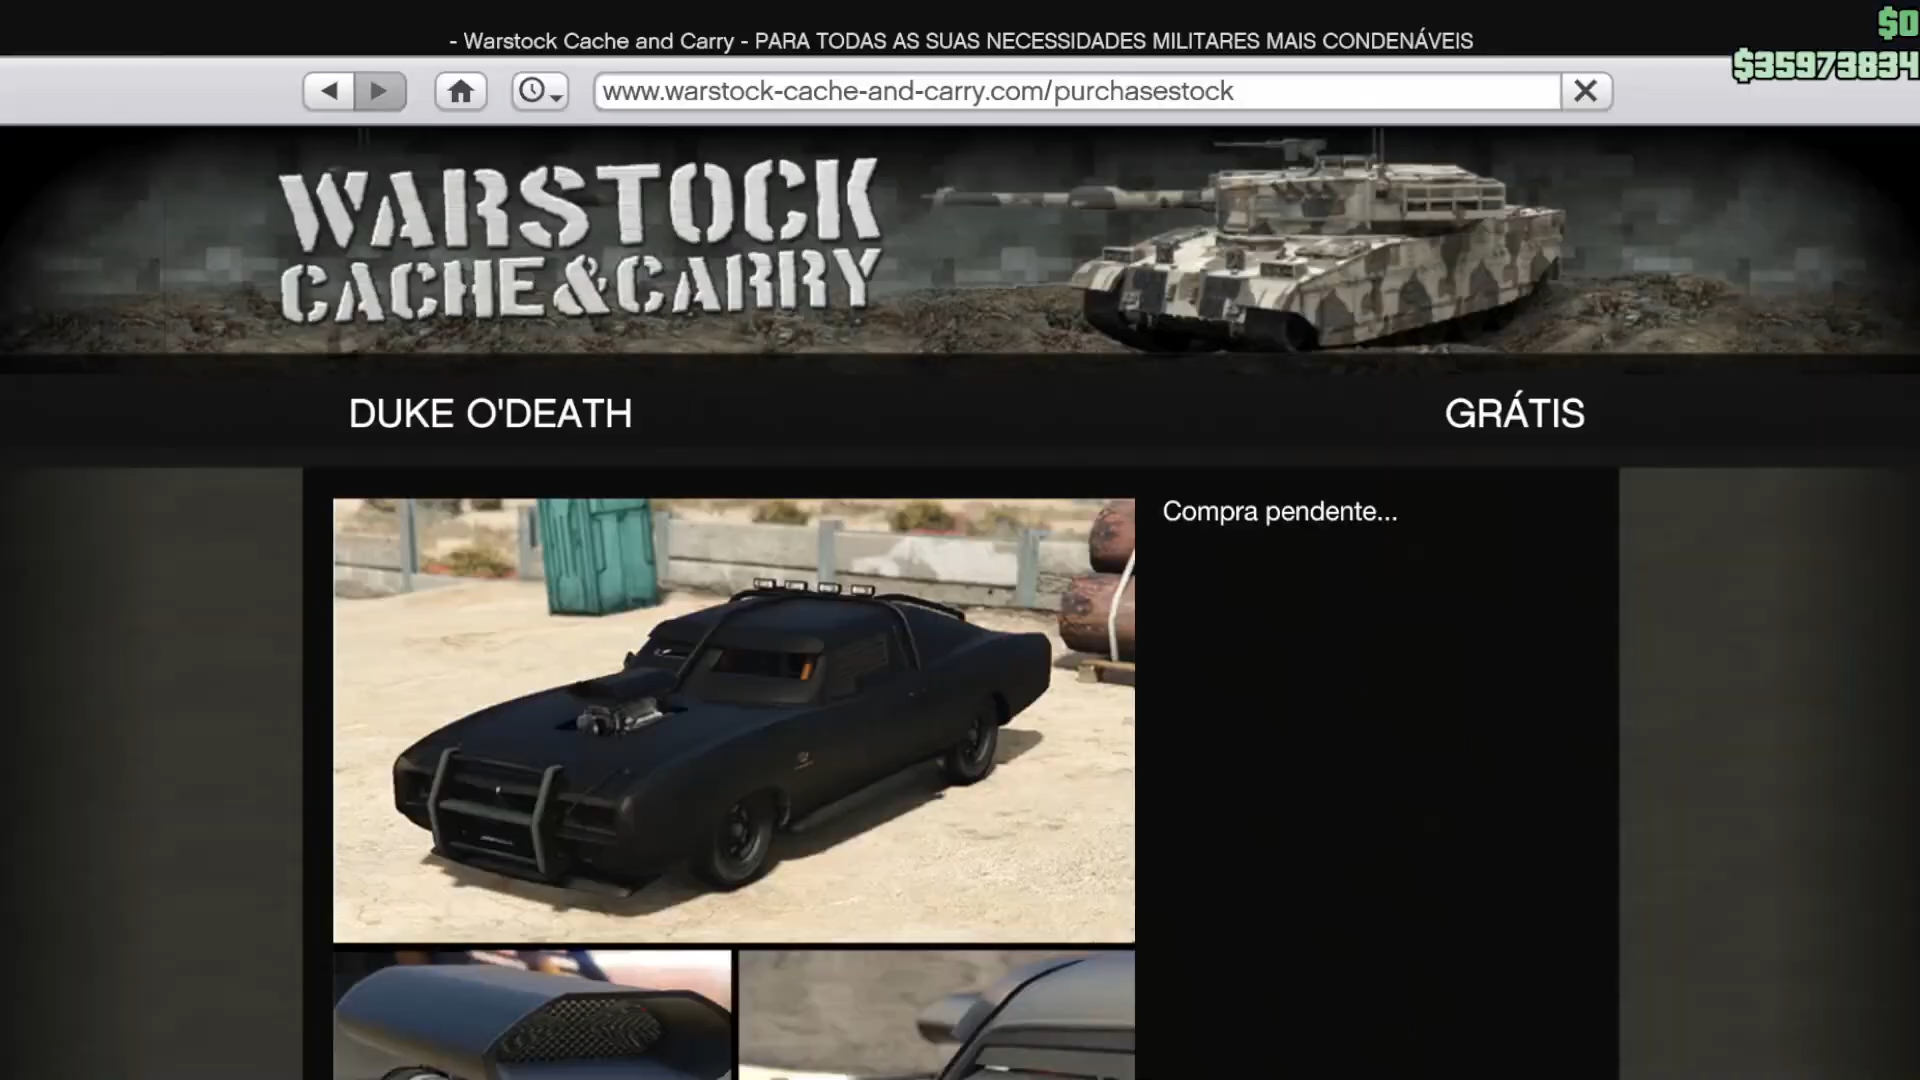 $0
- Warstock Cache and Carry - PARA TODAS AS SUAS NECESSIDADES MILITARES MAIS CONDENÁVEIS
$35973834
www.warstock-cache-and-carry.com/purchasestock
WARSTOCK
CACHE&CARRY
DUKE O'DEATH
GRÁTIS
Compra pendente...